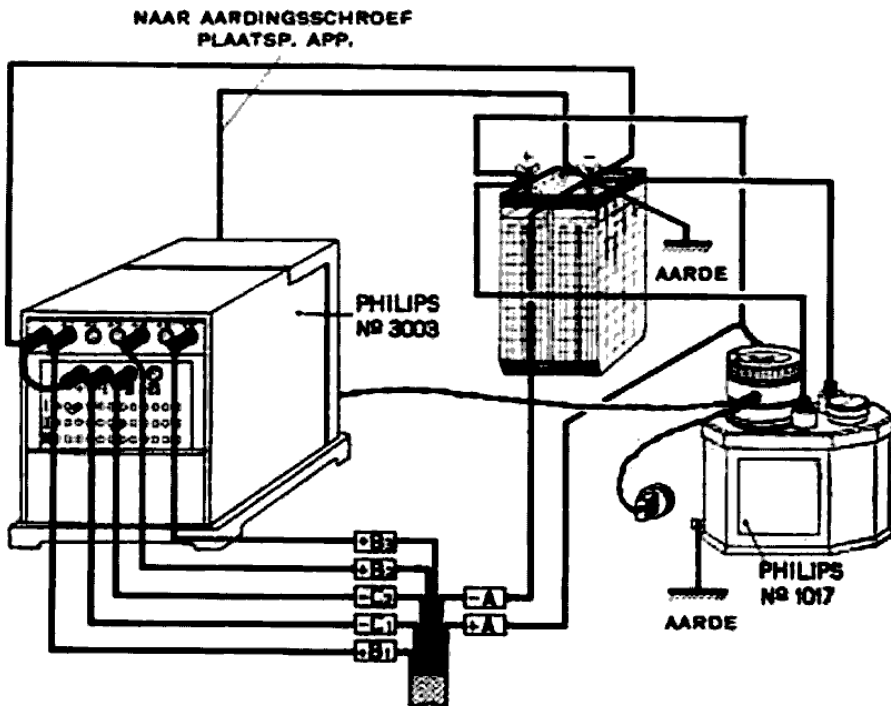 NAAR AARDINGSSCHROEF
PLAATSP. APP.
+
−
AARDE
PHILIPS
Nº 3003
+B3
+B2
-C2
-A
-C1
+A
+B1
PHILIPS
Nº 1017
AARDE